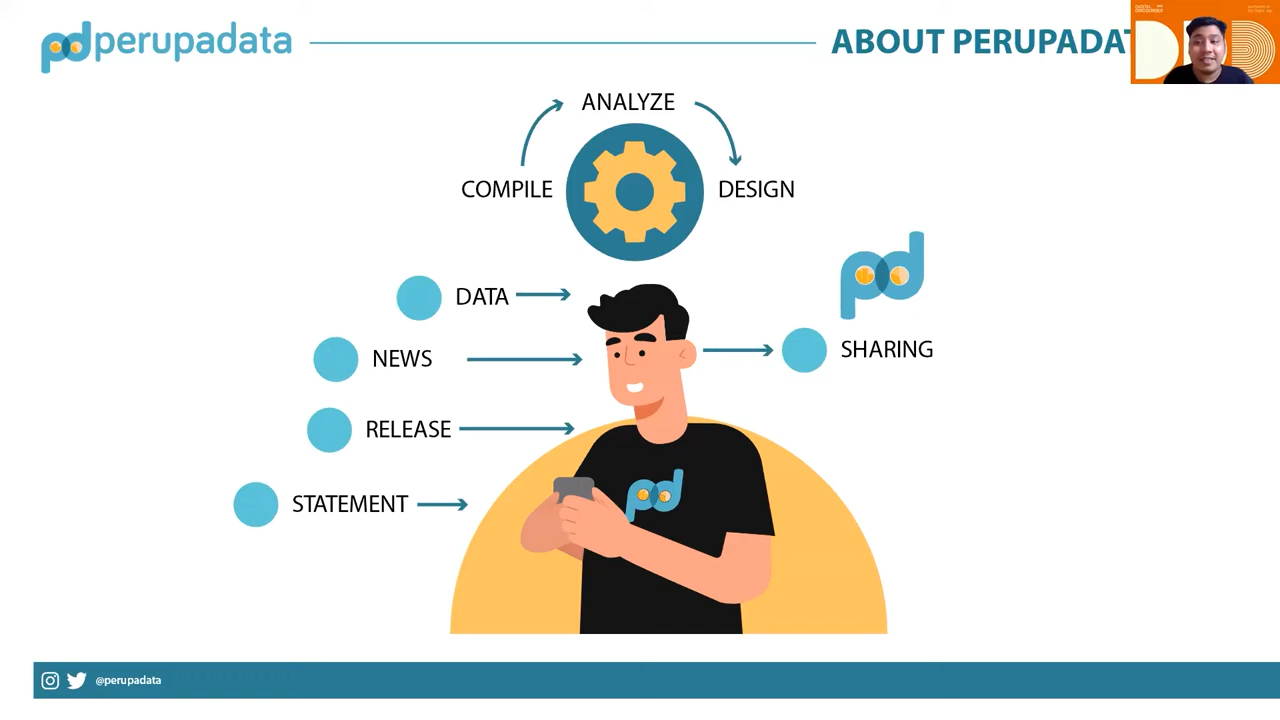 perupadata
ABOUT PERUPADAT
ANALYZE
COMPILE
DESIGN
DATA
NEWS
SHARING
RELEASE
STATEMENT
@perupadata